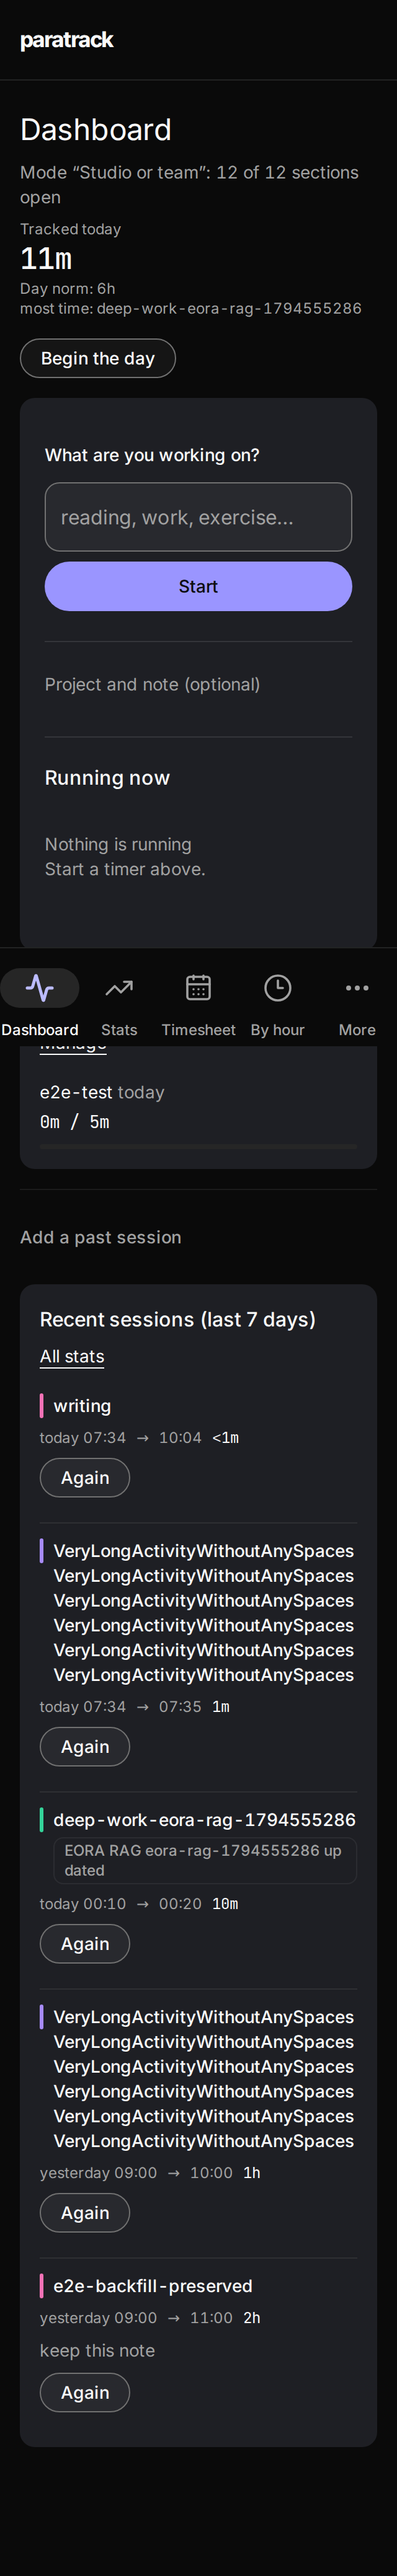 paratrack
Dashboard
Mode “Studio or team”: 12 of 12 sections
open
Tracked today
11m
Day norm: 6h
most time: deep-work-eora-rag-1794555286
Begin the day
What are you working on?
reading, work, exercise...
Start
Project and note (optional)
Running now
Nothing is running
Start a timer above.
Dashboard Stats Timesheet By hour More
Manage
e2e-test today
0m / 5m
Add a past session
Recent sessions (last 7 days)
All stats
writing
today 07:34 → 10:04 <1m
Again
VeryLongActivityWithoutAnySpaces
VeryLongActivityWithoutAnySpaces
VeryLongActivityWithoutAnySpaces
VeryLongActivityWithoutAnySpaces
VeryLongActivityWithoutAnySpaces
VeryLongActivityWithoutAnySpaces
today 07:34 → 07:35 1m
Again
deep-work-eora-rag-1794555286
EORA RAG eora-rag-1794555286 up
dated
today 00:10 → 00:20 10m
Again
VeryLongActivityWithoutAnySpaces
VeryLongActivityWithoutAnySpaces
VeryLongActivityWithoutAnySpaces
VeryLongActivityWithoutAnySpaces
VeryLongActivityWithoutAnySpaces
VeryLongActivityWithoutAnySpaces
yesterday 09:00 → 10:00 1h
Again
e2e-backfill-preserved
yesterday 09:00 → 11:00 2h
keep this note
Again